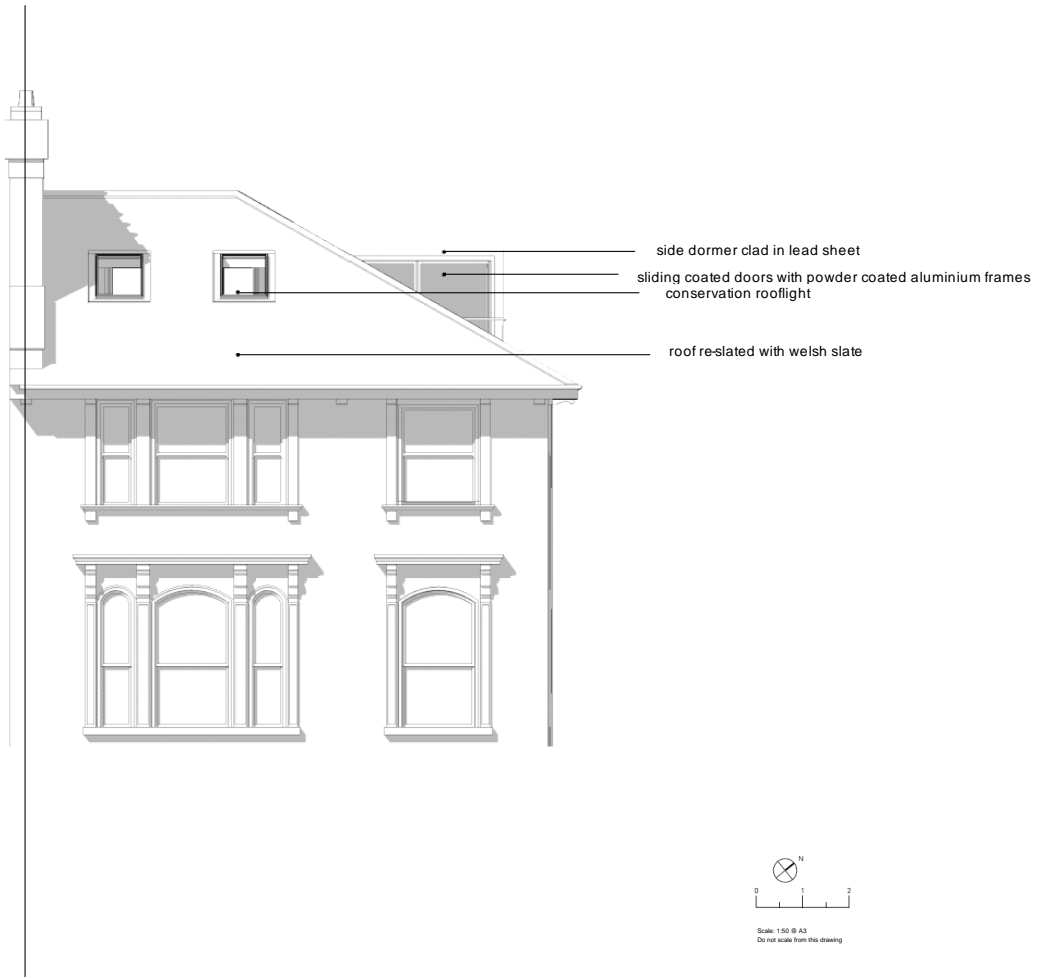 side dormer clad in lead sheet
sliding coated doors with powder coated aluminium frames
conservation rooflight
roof re-slated with welsh slate
N
0 1 2
Scale: 1:50 @ A3
Do not scale from this drawing